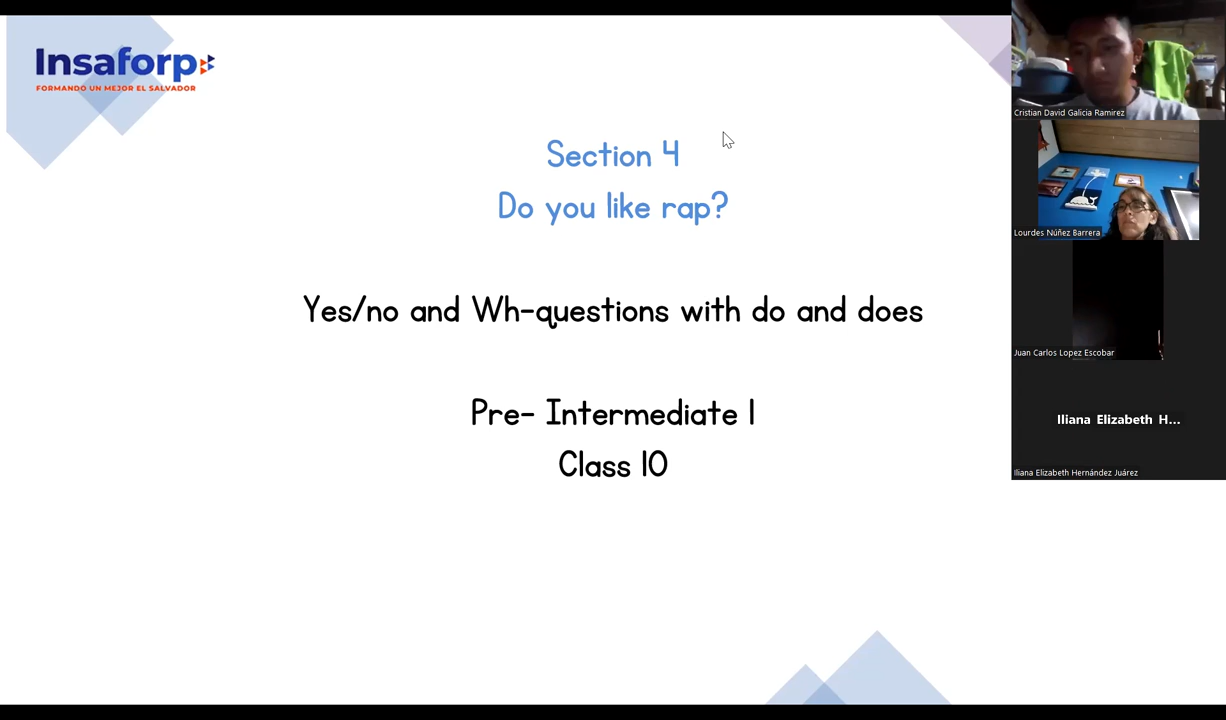 Insaforp
FORMANDO UN MEJOR EL SALVADOR
Section 4
Do you like rap?
Yes/no and Wh-questions with do and does
Pre- Intermediate 1
Class 10
Cristian David Galicia Ramirez
Lourdes Núñez Barrera
Juan Carlos Lopez Escobar
Iliana Elizabeth H...
Iliana Elizabeth Hernández Juárez